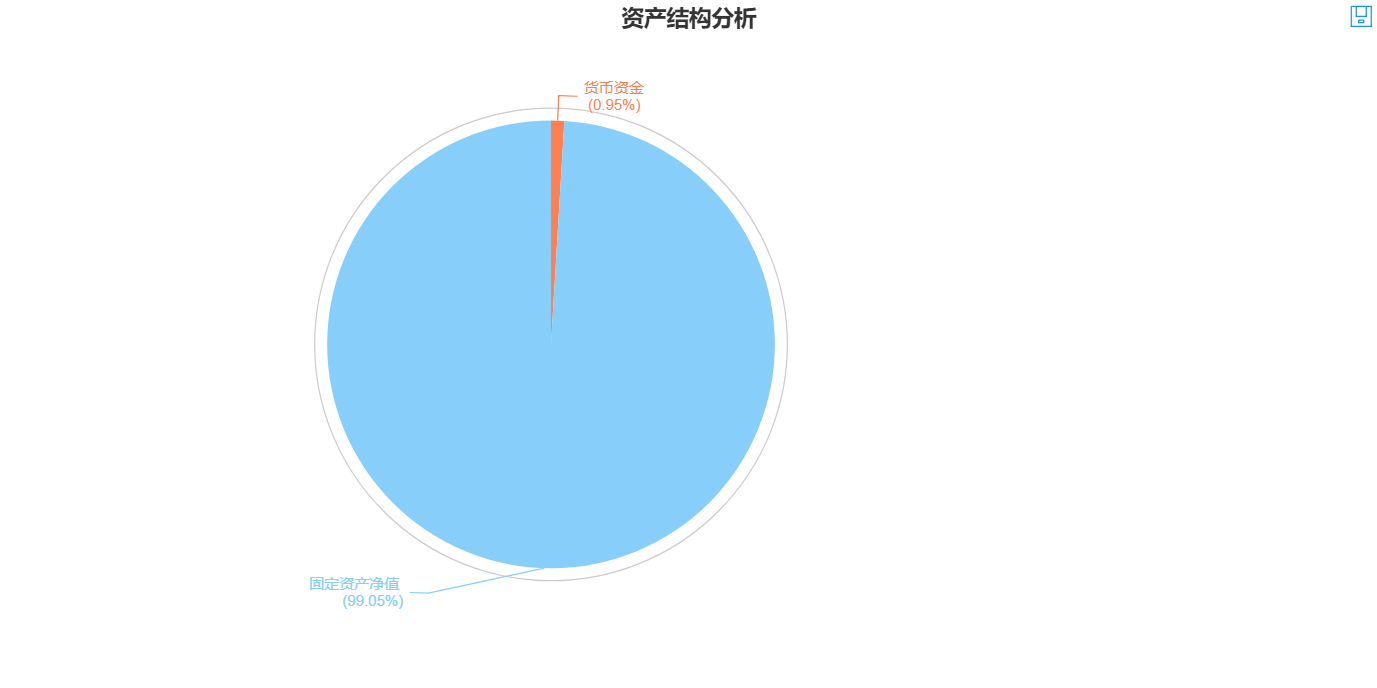 资产结构分析
货币资金
(0.95%)
固定资产净值
(99.05%)